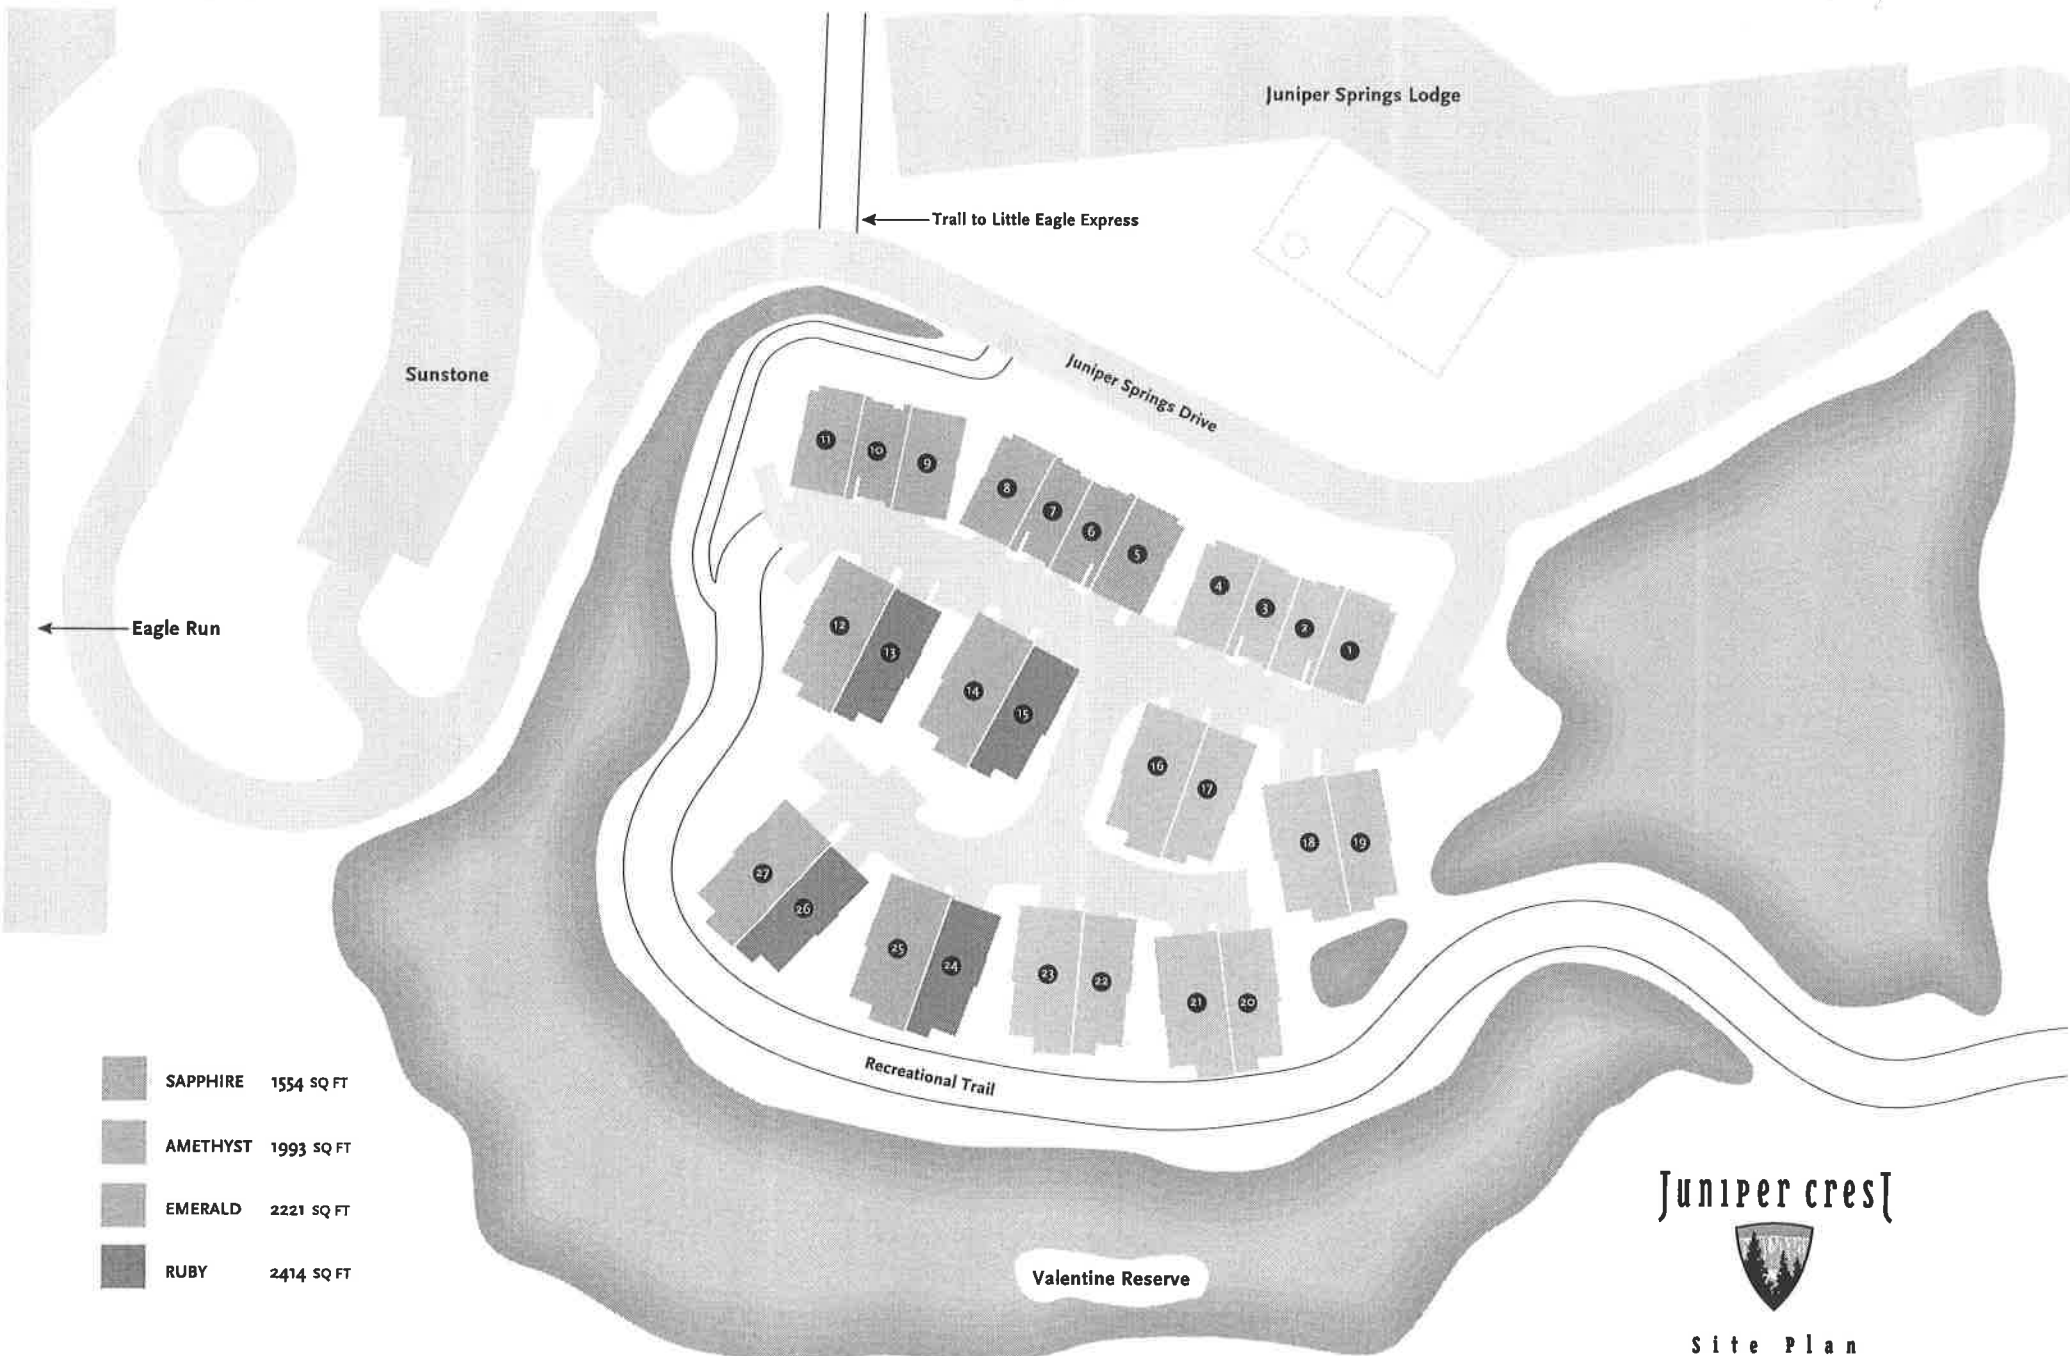 Juniper Springs Lodge
Trail to Little Eagle Express
Sunstone
Juniper Springs Drive
11
10
9
8
7
6
5
4
3
2
1
Eagle Run
12
13
14
15
16
17
18
19
27
26
25
24
23
22
21
20
Recreational Trail
SAPPHIRE 1554 SQ FT
AMETHYST 1993 SQ FT
EMERALD 2221 SQ FT
RUBY 2414 SQ FT
Valentine Reserve
Juniper crest
Site Plan